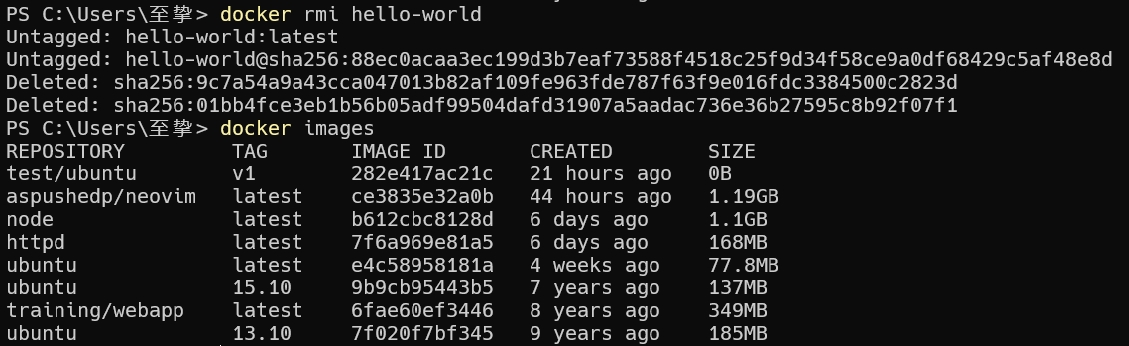 PS C:\Users\至挚> docker rmi hello-world
Untagged: hello-world:latest
Untagged: hello-world@sha256:88ec0acaa3ec199d3b7eaf73588f4518c25f9d34f58ce9a0df68429c5af48e8d
Deleted: sha256:9c7a54a9a43cca047013b82af109fe963fde787f63f9e016fdc3384500c2823d
Deleted: sha256:01bb4fce3eb1b56b05adf99504dafd31907a5aadac736e36b27595c8b92f07f1
PS C:\Users\至挚> docker images
REPOSITORY TAG IMAGE ID CREATED SIZE
test/ubuntu v1 282e417ac21c 21 hours ago 0B
aspushedp/neovim latest ce3835e32a0b 44 hours ago 1.19GB
node latest b612cbc8128d 6 days ago 1.1GB
httpd latest 7f6a969e81a5 6 days ago 168MB
ubuntu latest e4c58958181a 4 weeks ago 77.8MB
ubuntu 15.10 9b9cb95443b5 7 years ago 137MB
training/webapp latest 6fae60ef3446 8 years ago 349MB
ubuntu 13.10 7f020f7bf345 9 years ago 185MB